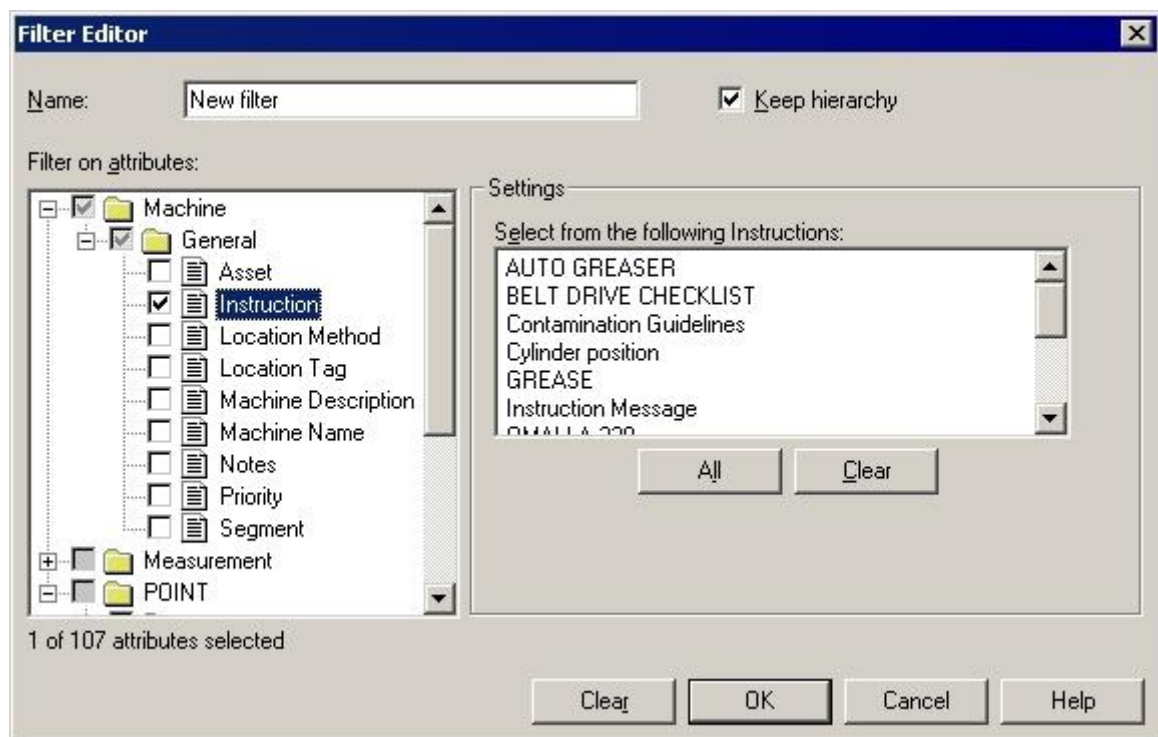 Filter Editor
Name: New filter Keep hierarchy
Filter on attributes:
Machine
General
Asset
Instruction
Location Method
Location Tag
Machine Description
Machine Name
Notes
Priority
Segment
Measurement
POINT
1 of 107 attributes selected
Settings
Select from the following Instructions:
AUTO GREASER
BELT DRIVE CHECKLIST
Contamination Guidelines
Cylinder position
GREASE
Instruction Message
All Clear
Clear OK Cancel Help